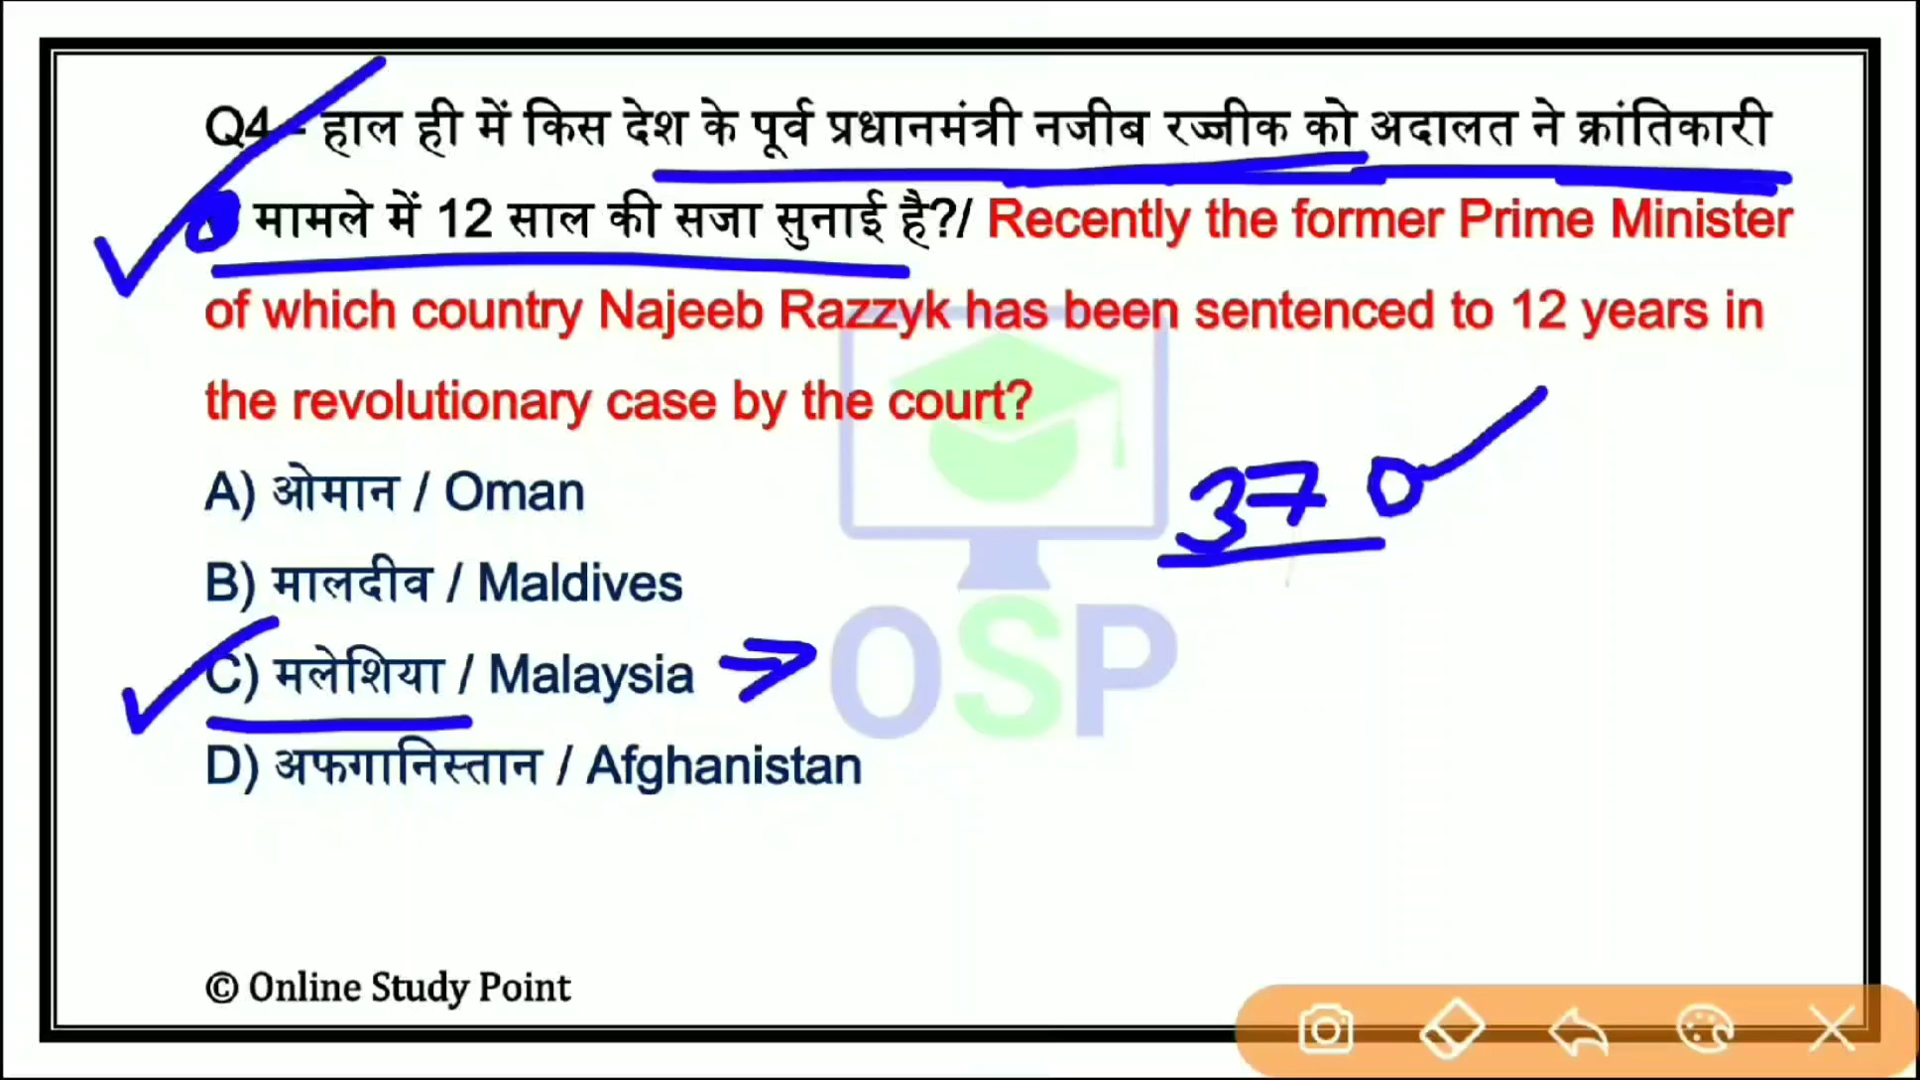 Q4 - हाल ही में किस देश के पूर्व प्रधानमंत्री नजीब रज्जीक को अदालत ने क्रांतिकारी
मामले में 12 साल की सजा सुनाई है?/ Recently the former Prime Minister
of which country Najeeb Razzyk has been sentenced to 12 years in
the revolutionary case by the court?
A) ओमान / Oman
370
B) मालदीव / Maldives
C) मलेशिया / Malaysia
OSP
D) अफगानिस्तान / Afghanistan
© Online Study Point